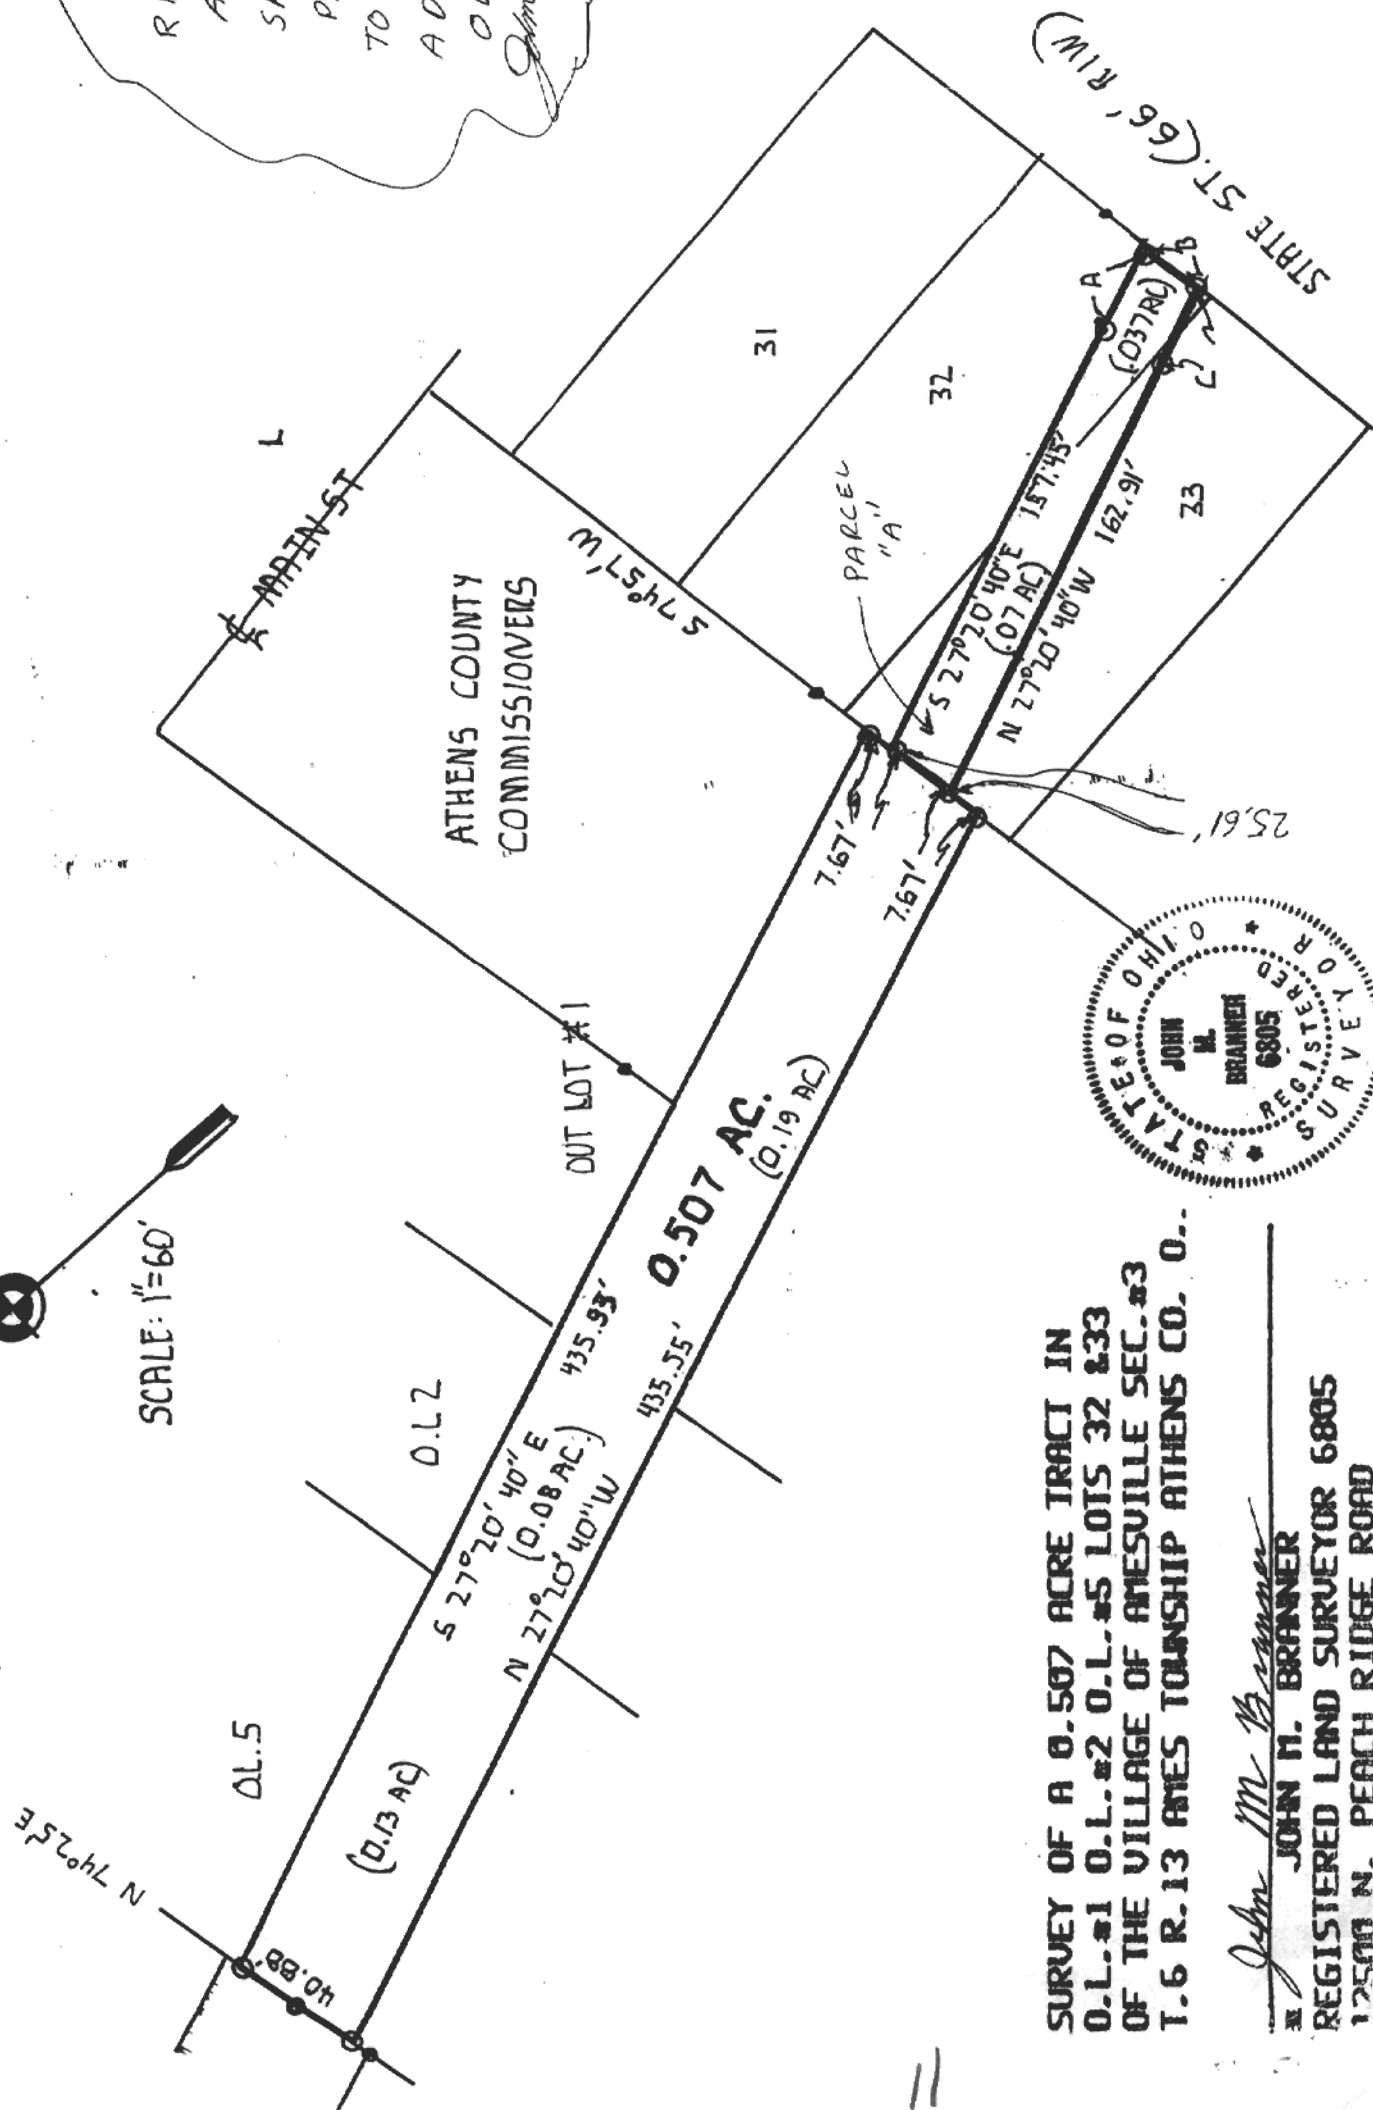 SCALE: 1"=60'
N 74°25'E
40.88'
O.L.5
(0.13 AC)
O.L 2
S 27°20'40" E
(0.08 AC.)
N 27°20'40" W
435.93'
435.55'
OUT LOT #1
0.507 AC.
(0.19 AC)
ATHENS COUNTY
COMMISSIONERS
MAIN ST
L
S 74°57' W
7.67'
7.67'
25.61'
PARCEL
"A"
S 27°20'40" E 157.45'
(.07 AC)
N 27°20'40" W 162.91'
31
32
33
A
B
C
(.037 AC)
STATE ST. (66' R/W)
TO
STATE OF OHIO
JOHN
M.
BRANNER
6805
REGISTERED
SURVEYOR
SURVEY OF A 0.507 ACRE TRACT IN
O.L.#1 O.L.#2 O.L.#5 LOTS 32 &33
OF THE VILLAGE OF AMESVILLE SEC.#3
T.6 R.13 AMES TOWNSHIP ATHENS CO. O..
John M Branner
JOHN M. BRANNER
REGISTERED LAND SURVEYOR 6805
12500 N. PEACH RIDGE ROAD
11